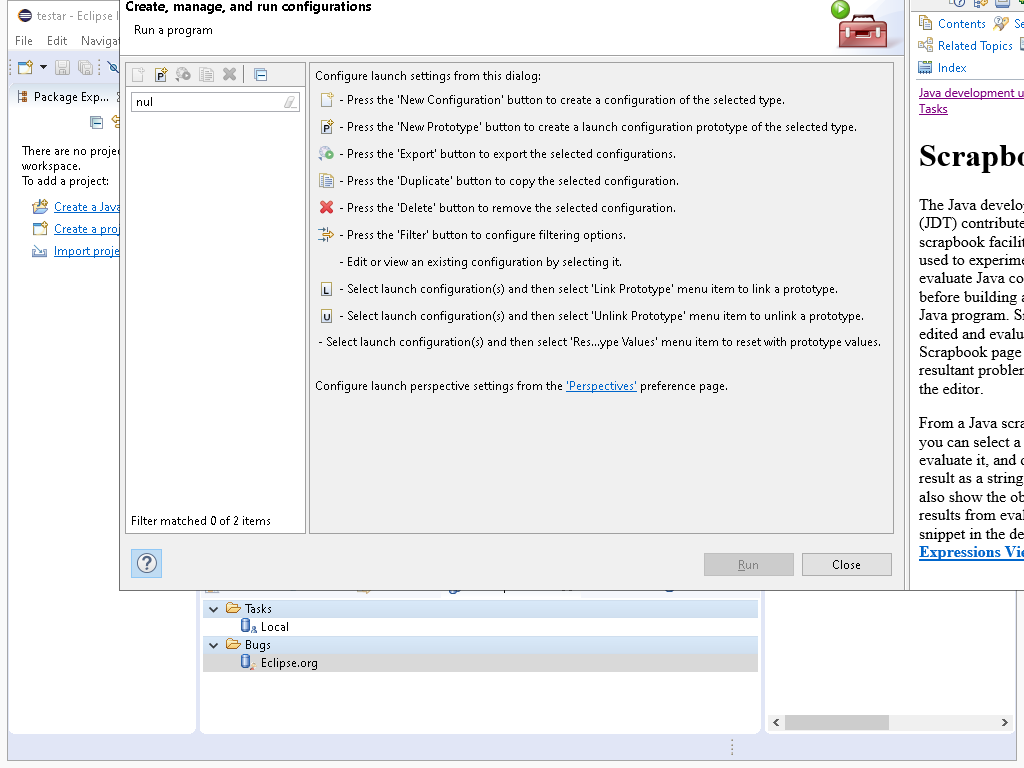 testar - Eclipse I
File Edit Naviga
Package Exp...
There are no proje
workspace.
To add a project:
Create a Java
Create a proj
Import proje
Create, manage, and run configurations
Run a program
nul
Filter matched 0 of 2 items
Configure launch settings from this dialog:
- Press the 'New Configuration' button to create a configuration of the selected type.
- Press the 'New Prototype' button to create a launch configuration prototype of the selected type.
- Press the 'Export' button to export the selected configurations.
- Press the 'Duplicate' button to copy the selected configuration.
- Press the 'Delete' button to remove the selected configuration.
- Press the 'Filter' button to configure filtering options.
- Edit or view an existing configuration by selecting it.
- Select launch configuration(s) and then select 'Link Prototype' menu item to link a prototype.
- Select launch configuration(s) and then select 'Unlink Prototype' menu item to unlink a prototype.
- Select launch configuration(s) and then select 'Res...ype Values' menu item to reset with prototype values.
Configure launch perspective settings from the 'Perspectives' preference page.
Run Close
Contents Se
Related Topics
Index
Java development u
Tasks
Scrapbo
The Java develop
(JDT) contribute
scrapbook facilit
used to experime
evaluate Java co
before building a
Java program. Sn
edited and evalua
Scrapbook page
resultant problem
the editor.
From a Java scra
you can select a
evaluate it, and d
result as a string
also show the ob
results from eval
snippet in the de
Expressions Vie
Tasks
Local
Bugs
Eclipse.org